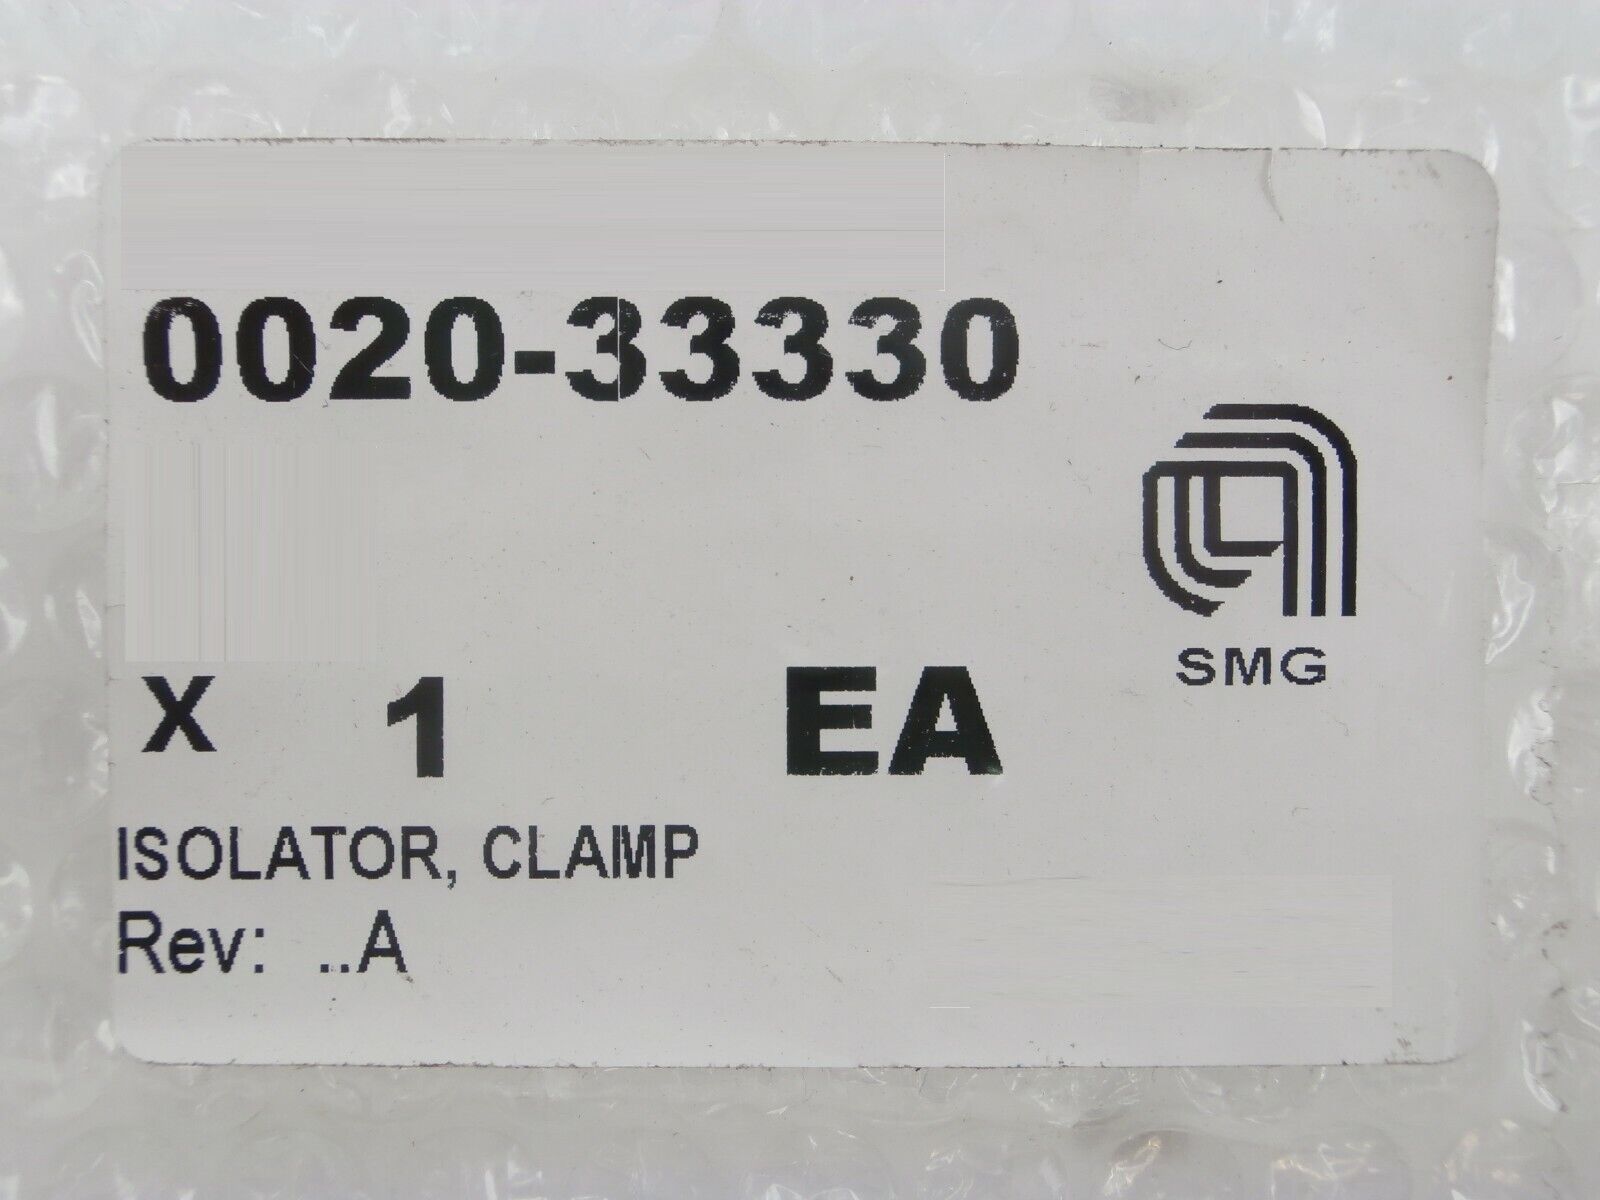 0020-33330
SMG
X 1 EA
ISOLATOR, CLAMP
Rev: ..A